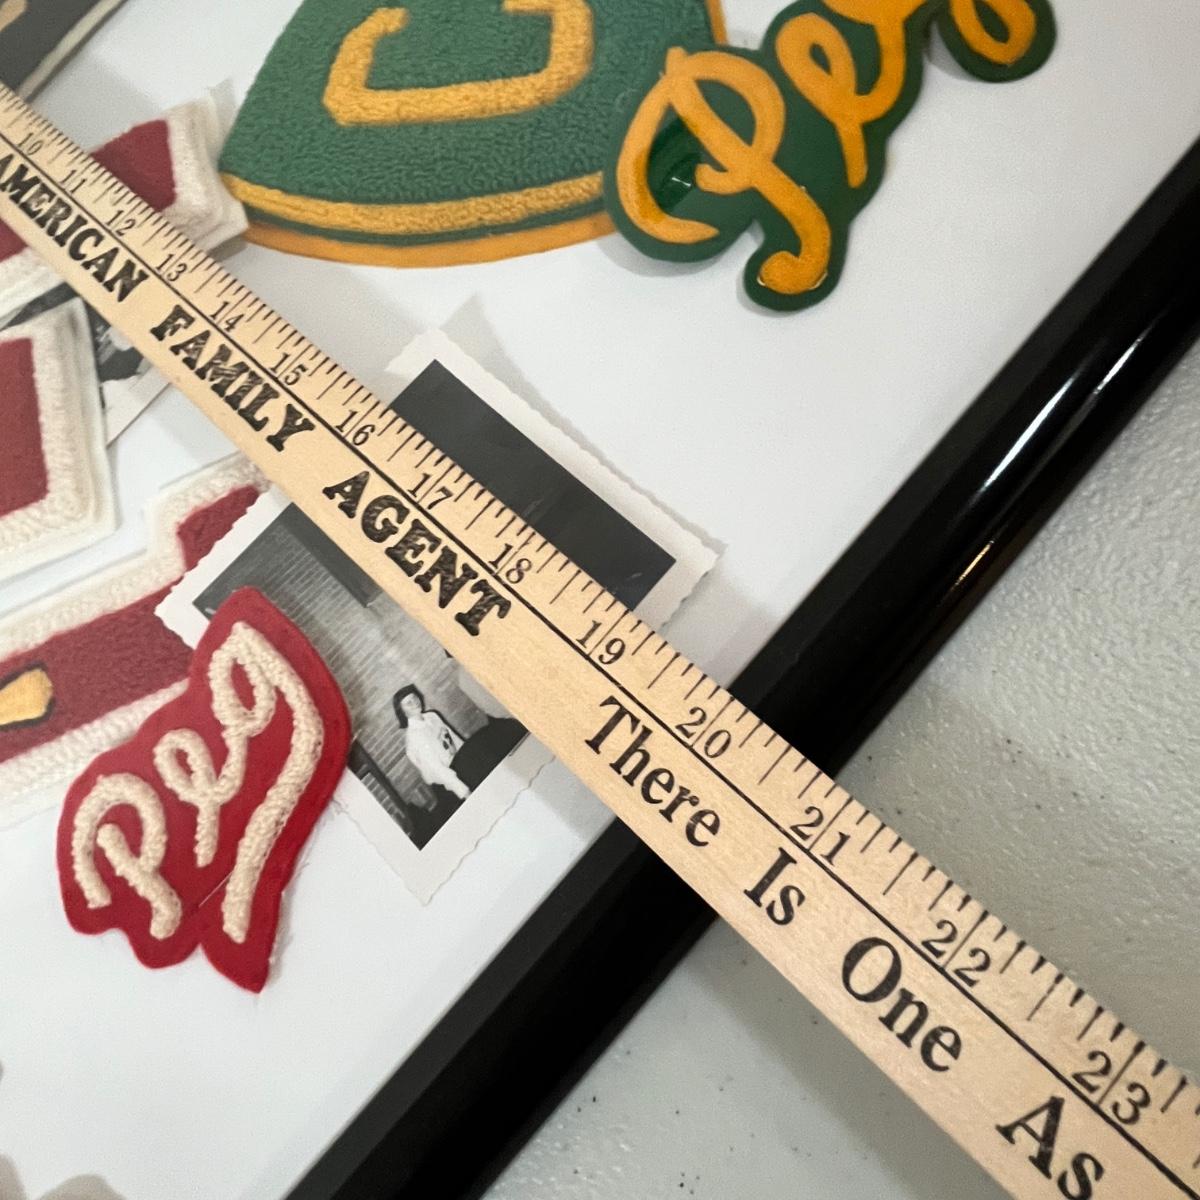 C
Peg
10 11 12 13 14 15 16 17 18 19 20 21 22 23
AMERICAN FAMILY AGENT There Is One As
Peg